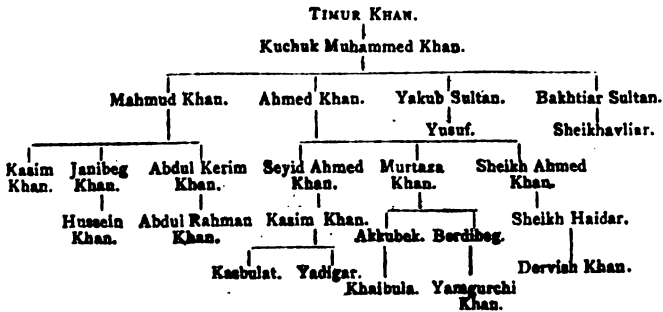 TIMUR KHAN.
Kuchuk Muhammed Khan.
Mahmud Khan. Ahmed Khan. Yakub Sultan. Bakhtiar Sultan.
Yusuf. Sheikhavliar.
Kasim Khan. Janibeg Khan. Abdul Kerim Khan. Seyid Ahmed Khan. Murtaza Khan. Sheikh Ahmed Khan.
Hussein Khan. Abdul Rahman Khan. Kasim Khan. Akkubek. Berdibeg. Sheikh Haidar.
Kasbulat. Yadigar. Khaibula. Yamgurchi Khan. Dervish Khan.